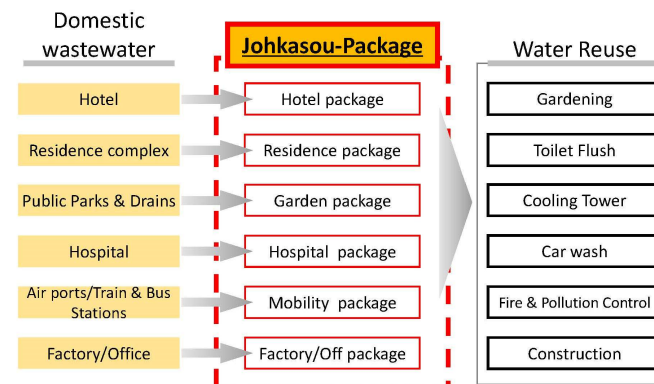 Domestic
wastewater
Johkasou-Package
Water Reuse
Hotel
Hotel package
Gardening
Residence complex
Residence package
Toilet Flush
Public Parks & Drains
Garden package
Cooling Tower
Hospital
Hospital package
Car wash
Air ports/Train & Bus
Stations
Mobility package
Fire & Pollution Control
Factory/Office
Factory/Off package
Construction